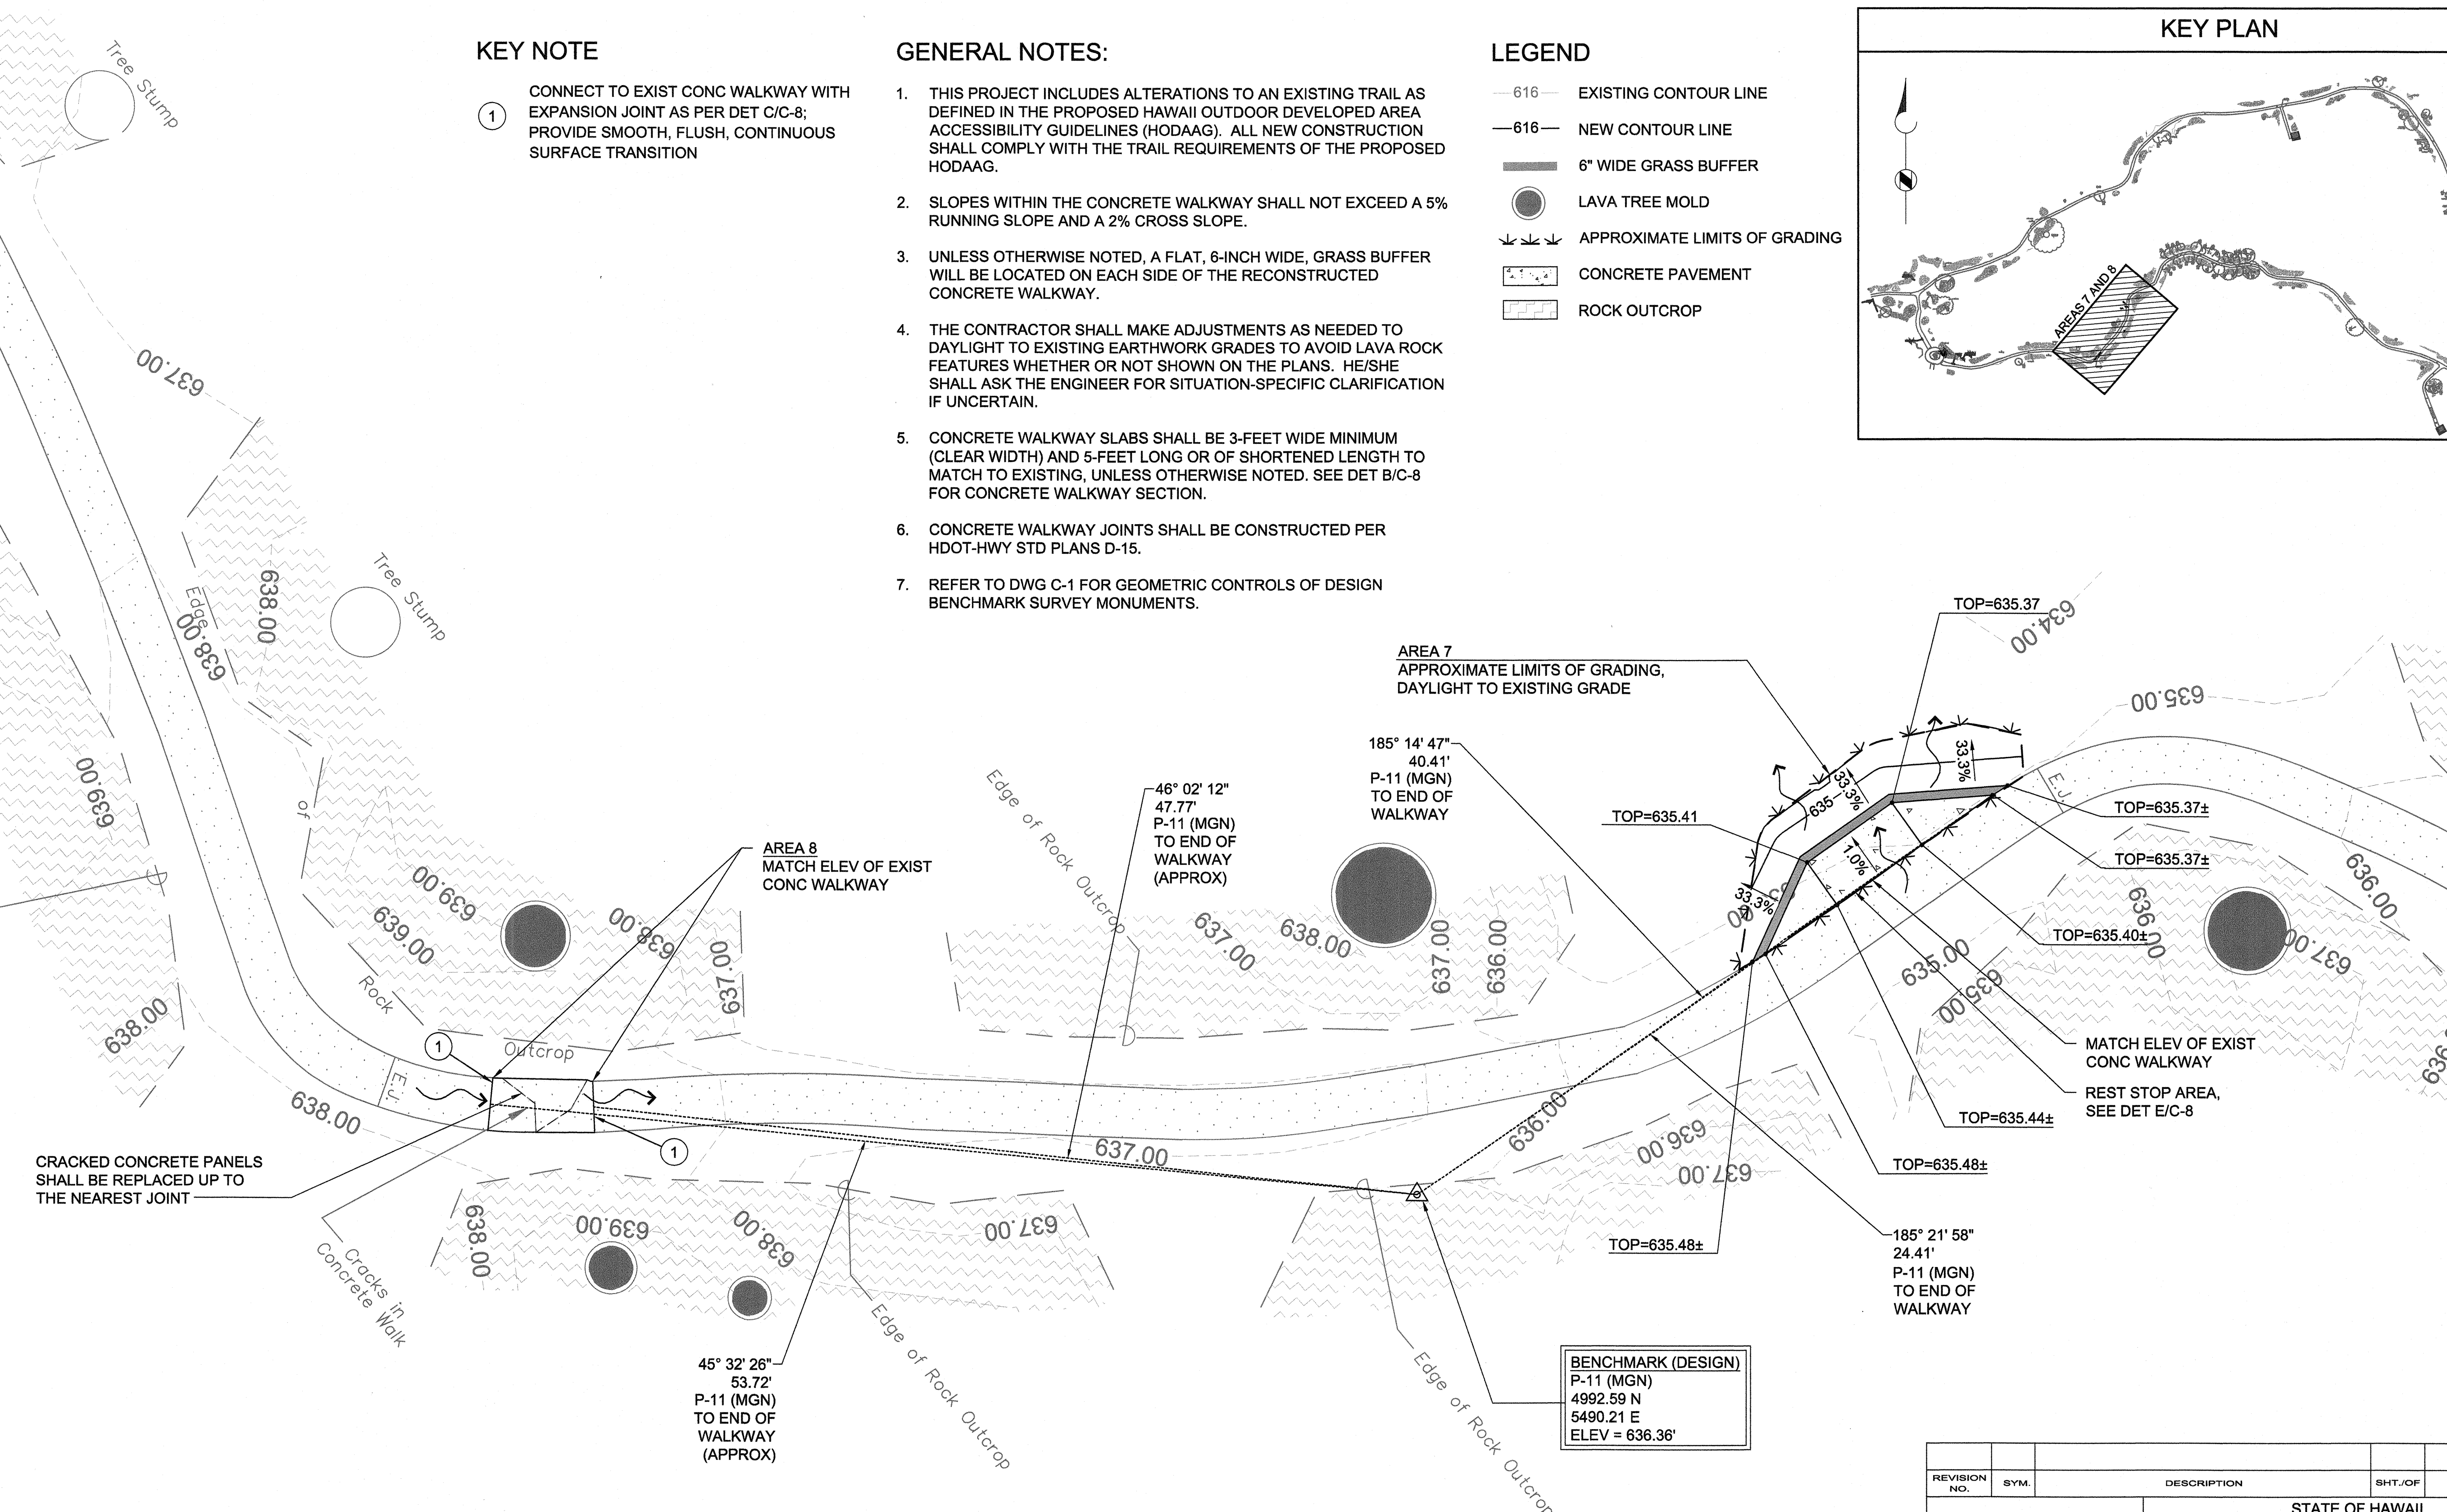 KEY NOTE
1
CONNECT TO EXIST CONC WALKWAY WITH
EXPANSION JOINT AS PER DET C/C-8;
PROVIDE SMOOTH, FLUSH, CONTINUOUS
SURFACE TRANSITION
GENERAL NOTES:
1. THIS PROJECT INCLUDES ALTERATIONS TO AN EXISTING TRAIL AS
DEFINED IN THE PROPOSED HAWAII OUTDOOR DEVELOPED AREA
ACCESSIBILITY GUIDELINES (HODAAG). ALL NEW CONSTRUCTION
SHALL COMPLY WITH THE TRAIL REQUIREMENTS OF THE PROPOSED
HODAAG.
2. SLOPES WITHIN THE CONCRETE WALKWAY SHALL NOT EXCEED A 5%
RUNNING SLOPE AND A 2% CROSS SLOPE.
3. UNLESS OTHERWISE NOTED, A FLAT, 6-INCH WIDE, GRASS BUFFER
WILL BE LOCATED ON EACH SIDE OF THE RECONSTRUCTED
CONCRETE WALKWAY.
4. THE CONTRACTOR SHALL MAKE ADJUSTMENTS AS NEEDED TO
DAYLIGHT TO EXISTING EARTHWORK GRADES TO AVOID LAVA ROCK
FEATURES WHETHER OR NOT SHOWN ON THE PLANS. HE/SHE
SHALL ASK THE ENGINEER FOR SITUATION-SPECIFIC CLARIFICATION
IF UNCERTAIN.
5. CONCRETE WALKWAY SLABS SHALL BE 3-FEET WIDE MINIMUM
(CLEAR WIDTH) AND 5-FEET LONG OR OF SHORTENED LENGTH TO
MATCH TO EXISTING, UNLESS OTHERWISE NOTED. SEE DET B/C-8
FOR CONCRETE WALKWAY SECTION.
6. CONCRETE WALKWAY JOINTS SHALL BE CONSTRUCTED PER
HDOT-HWY STD PLANS D-15.
7. REFER TO DWG C-1 FOR GEOMETRIC CONTROLS OF DESIGN
BENCHMARK SURVEY MONUMENTS.
LEGEND
616 EXISTING CONTOUR LINE
616 NEW CONTOUR LINE
6" WIDE GRASS BUFFER
LAVA TREE MOLD
APPROXIMATE LIMITS OF GRADING
CONCRETE PAVEMENT
ROCK OUTCROP
KEY PLAN
AREAS 7 AND 8
Tree Stump
637.00
Tree Stump
638.00
638.00
Edge
of
Rock
Outcrop
639.00
638.00
639.00
639.00
638.00
637.00
638.00
E.J.
1
1
AREA 8
MATCH ELEV OF EXIST
CONC WALKWAY
CRACKED CONCRETE PANELS
SHALL BE REPLACED UP TO
THE NEAREST JOINT
Cracks in
Concrete Walk
638.00
639.00
638.00
637.00
637.00
46° 02' 12"
47.77'
P-11 (MGN)
TO END OF
WALKWAY
(APPROX)
45° 32' 26"
53.72'
P-11 (MGN)
TO END OF
WALKWAY
(APPROX)
Edge of Rock Outcrop
Edge of Rock Outcrop
Edge of Rock Outcrop
637.00
638.00
637.00
636.00
185° 14' 47"
40.41'
P-11 (MGN)
TO END OF
WALKWAY
AREA 7
APPROXIMATE LIMITS OF GRADING,
DAYLIGHT TO EXISTING GRADE
TOP=635.37
TOP=635.41
635
33.3%
33.3%
33.3%
1.0%
634.00
635.00
E.J.
TOP=635.37±
TOP=635.37±
TOP=635.40±
MATCH ELEV OF EXIST
CONC WALKWAY
REST STOP AREA,
SEE DET E/C-8
TOP=635.44±
TOP=635.48±
TOP=635.48±
635.00
635.00
636.00
636.00
637.00
636.00
636.00
637.00
185° 21' 58"
24.41'
P-11 (MGN)
TO END OF
WALKWAY
BENCHMARK (DESIGN)
P-11 (MGN)
4992.59 N
5490.21 E
ELEV = 636.36'
REVISION NO.
SYM.
DESCRIPTION
SHT./OF
STATE OF HAWAII